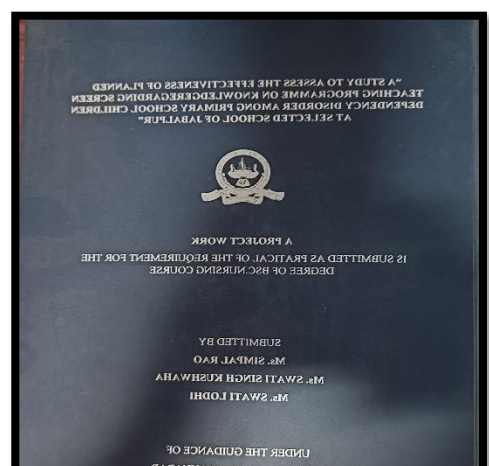 "A STUDY TO ASSESS THE EFFECTIVENESS OF PLANNED
TEACHING PROGRAMME ON KNOWLEDGEREGARDING SCREEN
DEPENDENCY DISORDER AMONG PRIMARY SCHOOL CHILDREN
AT SELECTED SCHOOL OF JABALPUR"
A PROJECT WORK
IS SUBMITTED AS PRATICAL OF THE REQUIREMENT FOR THE
DEGREE OF BSC.NURSING COURSE
SUBMITTED BY
Ms. SIMPAL RAO
Ms. SWATI SINGH KUSHWAHA
Ms. SWATI LODHI
UNDER THE GUIDANCE OF